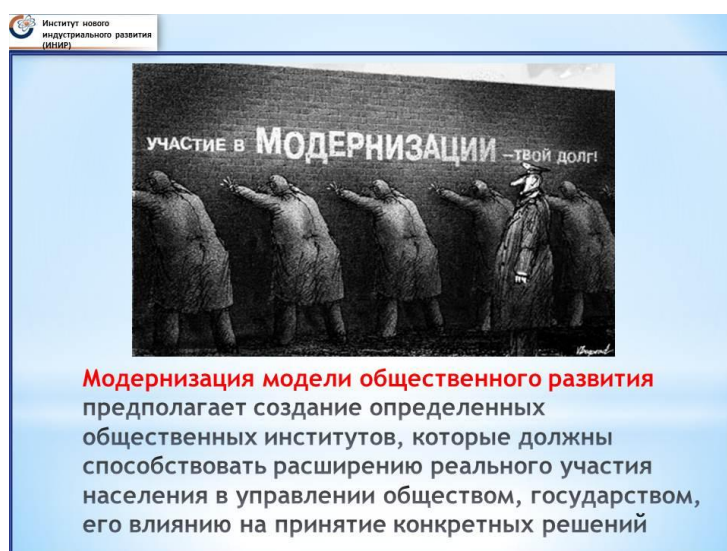 Институт нового
индустриального развития
(ИНИР)
УЧАСТИЕ В МОДЕРНИЗАЦИИ –ТВОЙ ДОЛГ!
Модернизация модели общественного развития
предполагает создание определенных
общественных институтов, которые должны
способствовать расширению реального участия
населения в управлении обществом, государством,
его влиянию на принятие конкретных решений